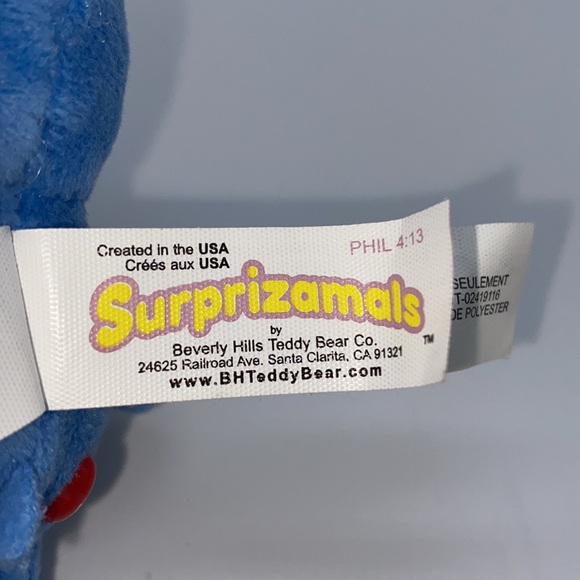 Created in the USA
PHIL 4:13
Créés aux USA
Surprizamals
by
TM
Beverly Hills Teddy Bear Co.
24625 Railroad Ave. Santa Clarita, CA 91321
www.BHTeddyBear.com
SEULEMENT
T-02419116
DE POLYESTER